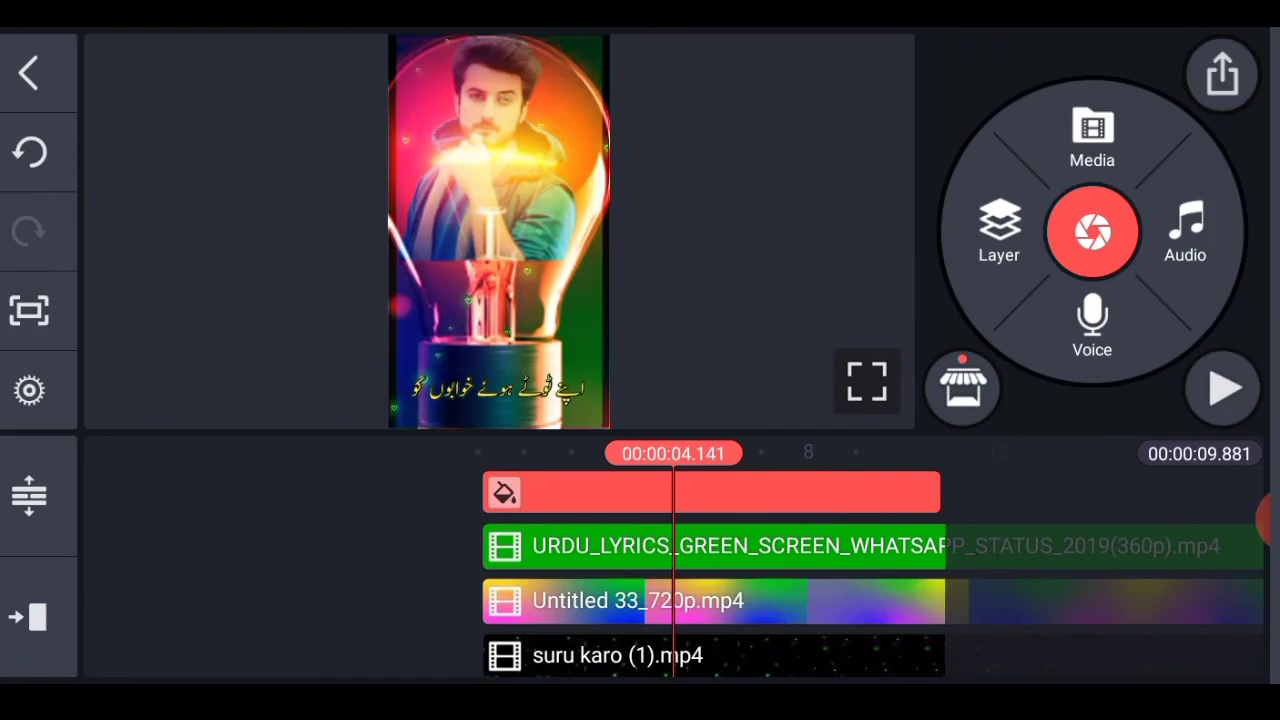 Media
Layer
Audio
Voice
اپنے ٹوٹے ہوئے خوابوں کو
00:00:04.141
8
12
00:00:09.881
URDU_LYRICS_GREEN_SCREEN_WHATSAPP_STATUS_2019(360p).mp4
Untitled 33_720p.mp4
suru karo (1).mp4